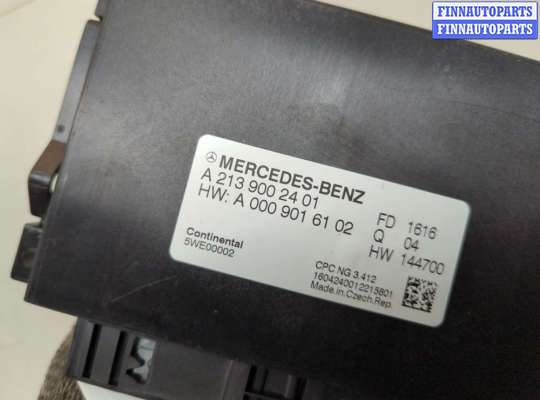 FINNAUTOPARTS
FINNAUTOPARTS
MERCEDES-BENZ
A 213 900 24 01
HW: A 000 901 61 02
FD 1616
Q 04
HW 144700
Continental
5WE00002
CPC NG 3.412
1604240012215801
Made.in.Czech.Rep.